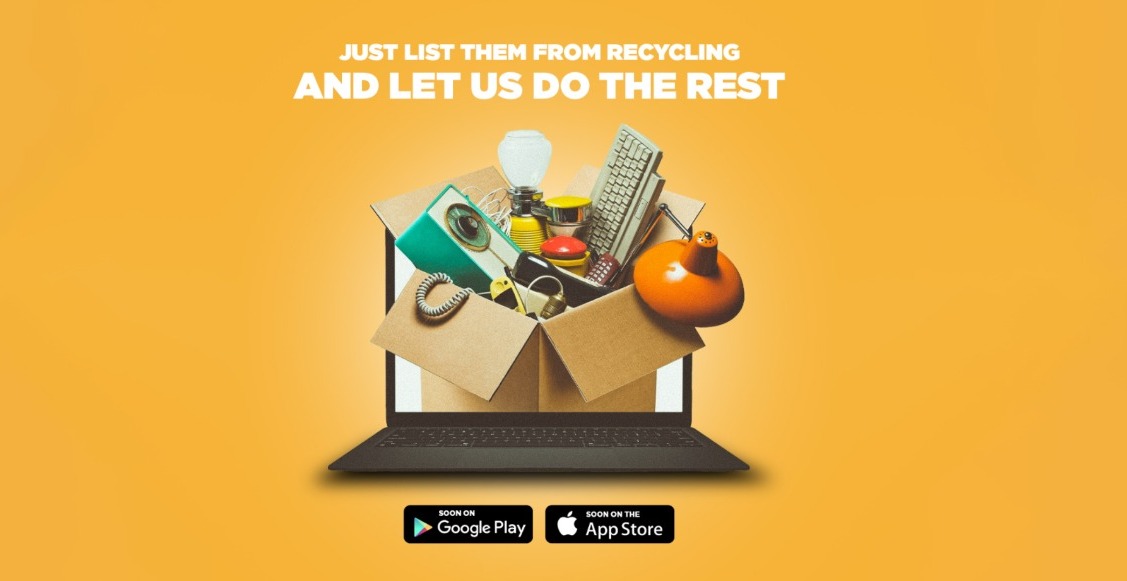 JUST LIST THEM FROM RECYCLING
AND LET US DO THE REST
SOON ON
Google Play
SOON ON THE
App Store